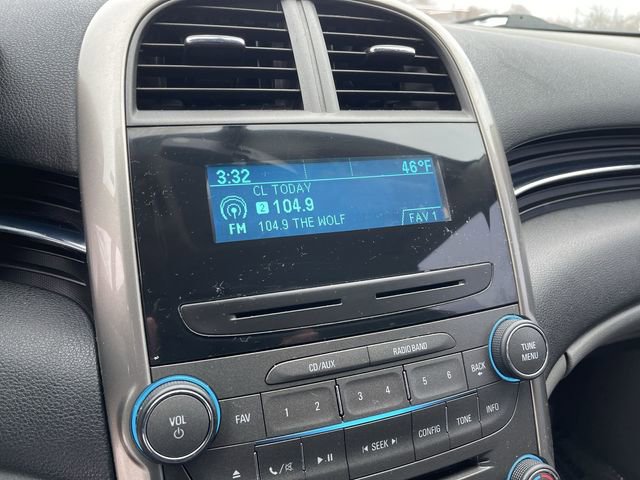 3:32 46°F
CL TODAY
2 104.9
FM 104.9 THE WOLF FAV 1
CD/AUX RADIO BAND
TUNE MENU
VOL FAV 1 2 3 4 5 6 BACK
SEEK CONFIG TONE INFO